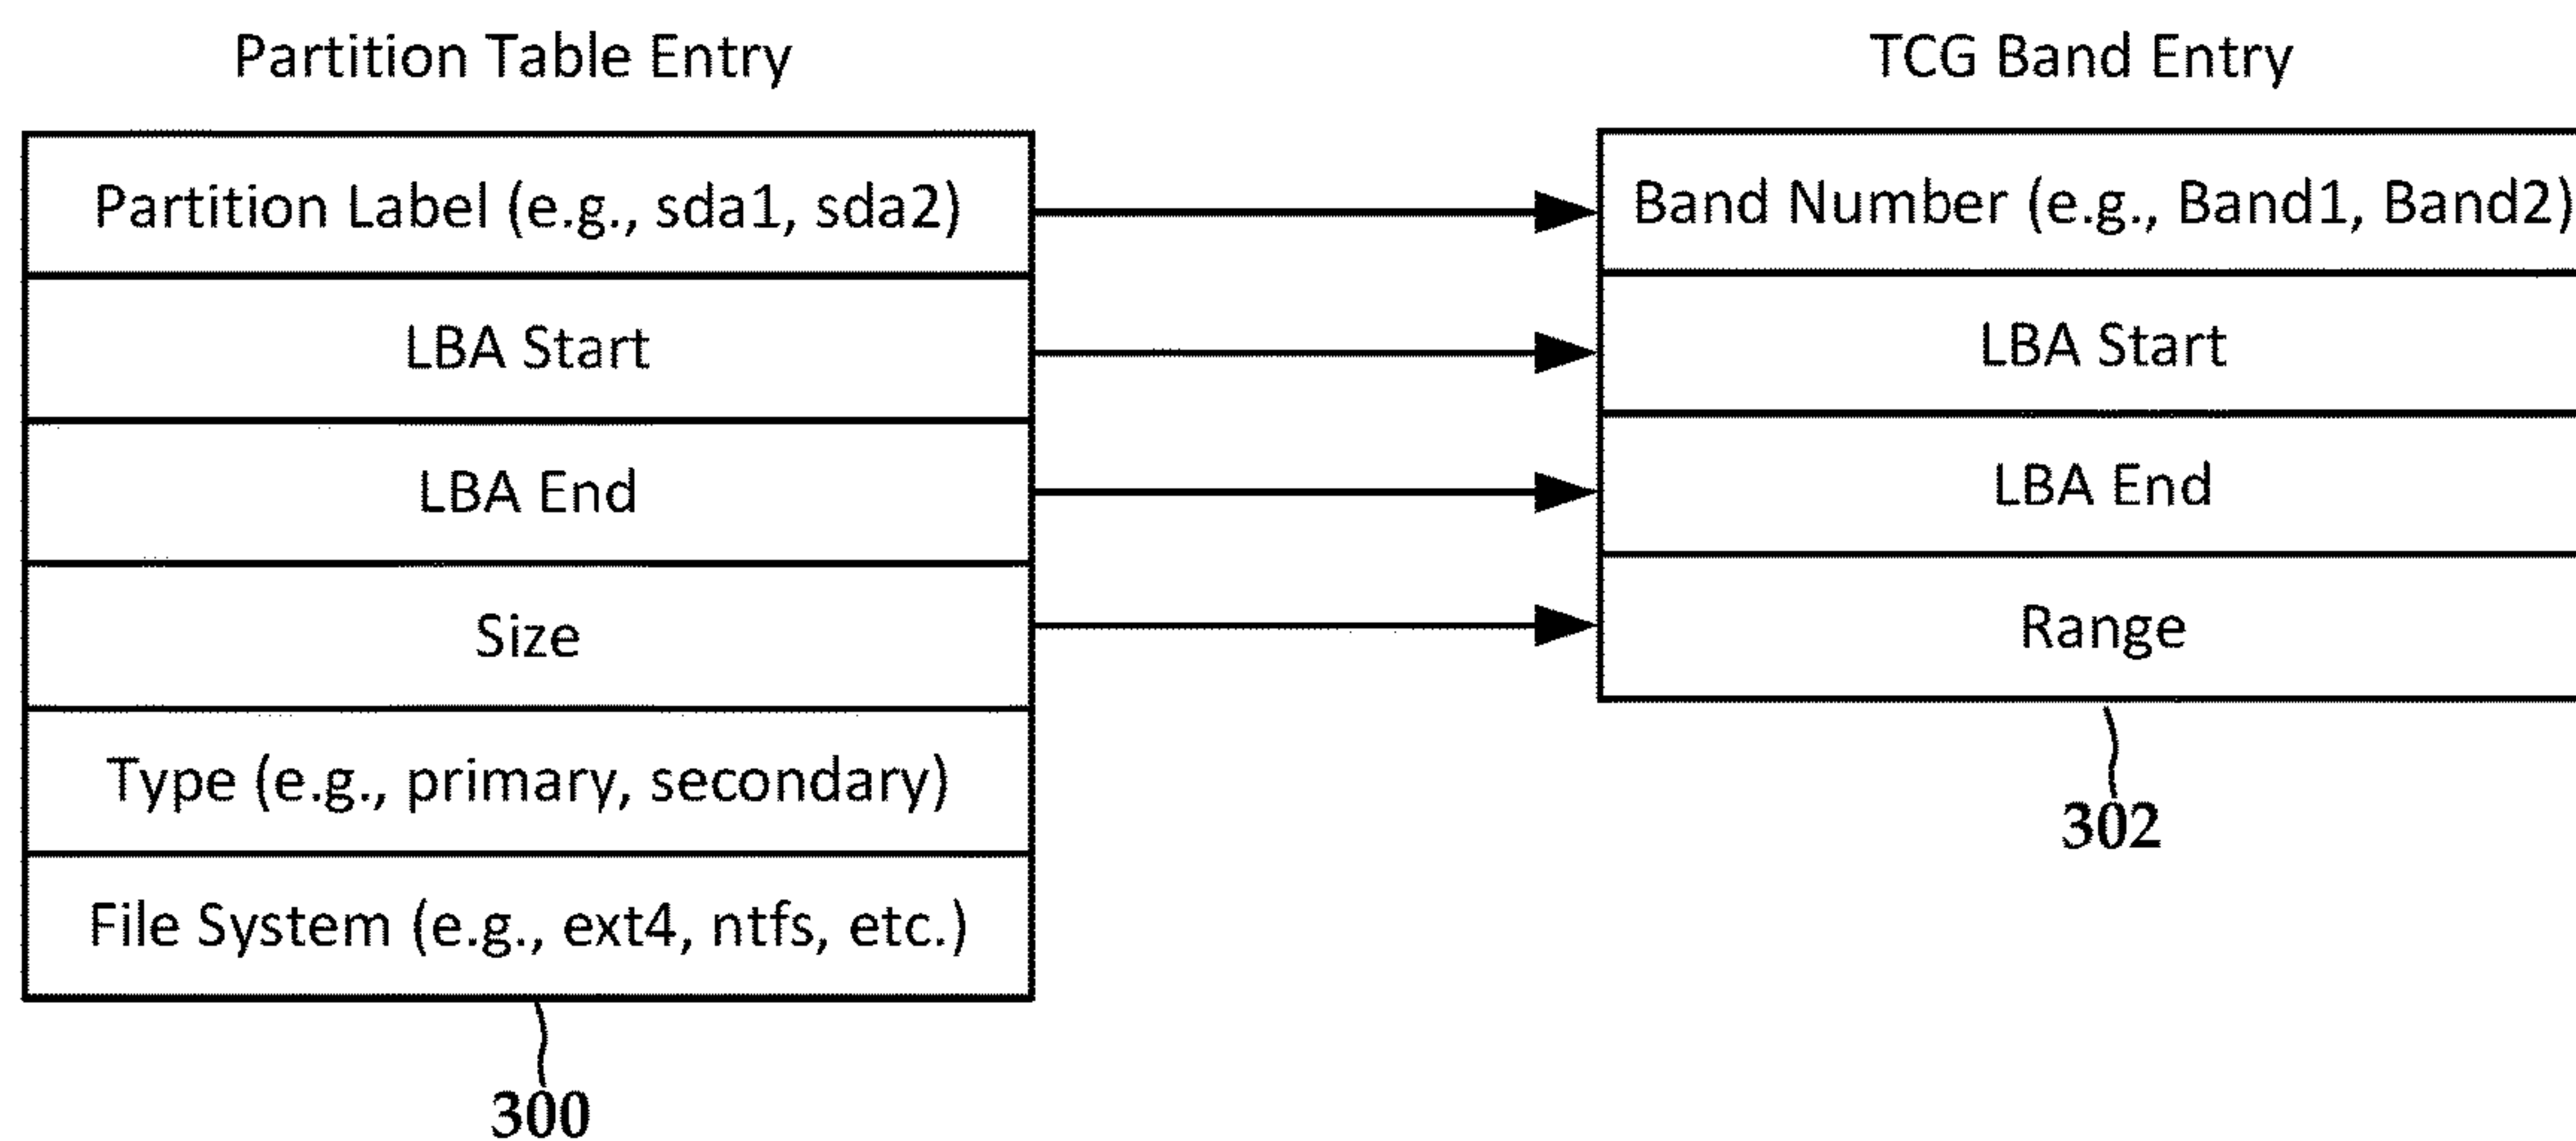 Partition Table Entry
Partition Label (e.g., sda1, sda2)
LBA Start
LBA End
Size
Type (e.g., primary, secondary)
File System (e.g., ext4, ntfs, etc.)
300
TCG Band Entry
Band Number (e.g., Band1, Band2)
LBA Start
LBA End
Range
302